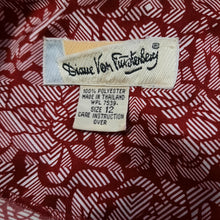 Diane Von Furstenberg ®
100% POLYESTER
MADE IN THAILAND
WPL 7539
SIZE 12
CARE INSTRUCTION
OVER